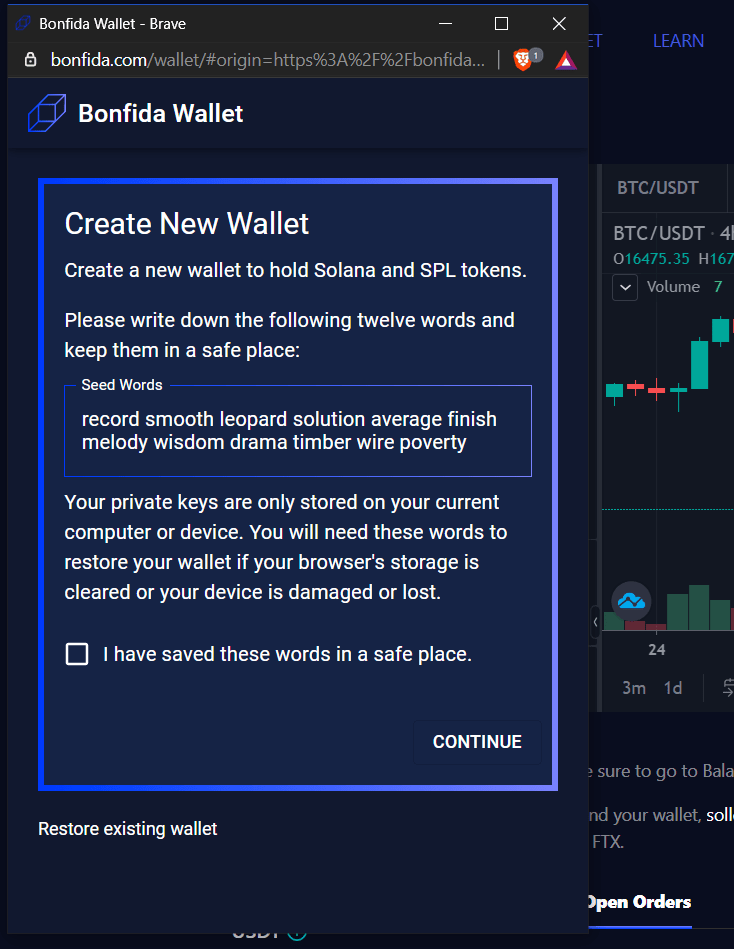 Bonfida Wallet - Brave
bonfida.com/wallet/#origin=https%3A%2F%2Fbonfida...
1
Bonfida Wallet
Create New Wallet
Create a new wallet to hold Solana and SPL tokens.
Please write down the following twelve words and
keep them in a safe place:
Seed Words
record smooth leopard solution average finish
melody wisdom drama timber wire poverty
Your private keys are only stored on your current
computer or device. You will need these words to
restore your wallet if your browser's storage is
cleared or your device is damaged or lost.
I have saved these words in a safe place.
CONTINUE
Restore existing wallet
ET
LEARN
BTC/USDT
BTC/USDT · 4h
O16475.35 H167
Volume 7
24
3m 1d
e sure to go to Bala
nd your wallet, solle
FTX.
Open Orders
USDT